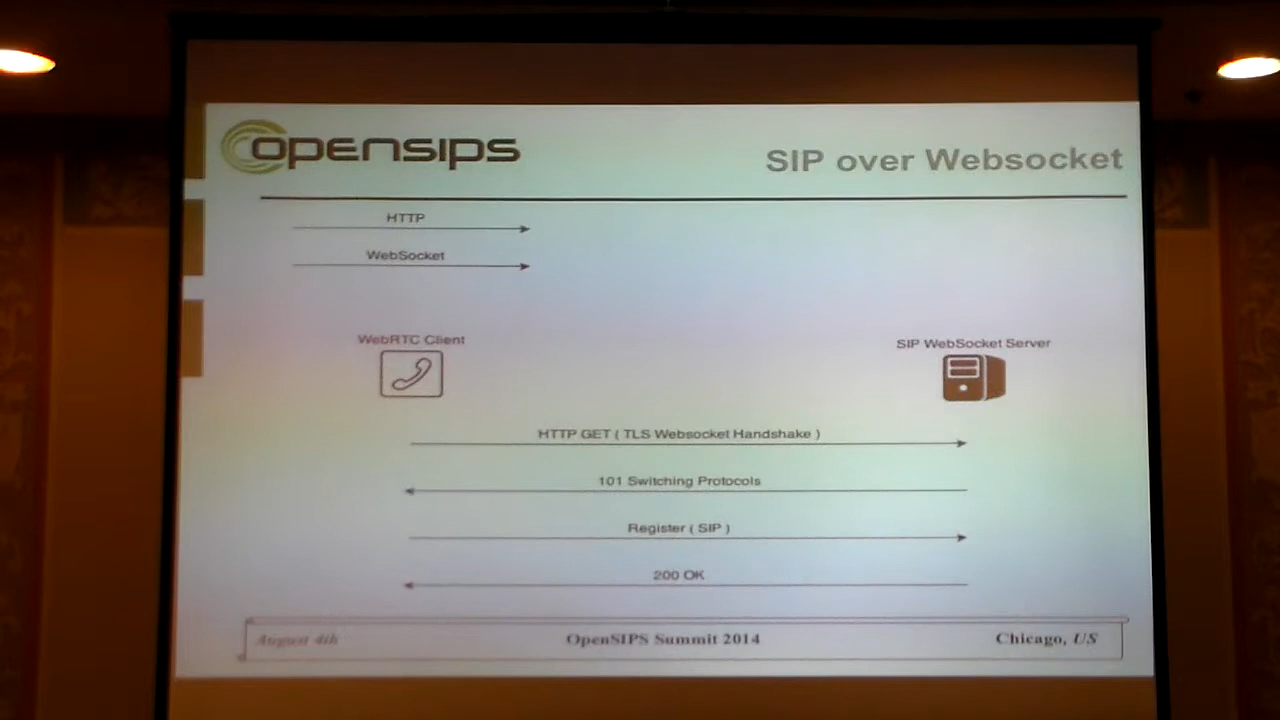 OPENSIPS
SIP over Websocket
HTTP
WebSocket
WebRTC Client
SIP WebSocket Server
HTTP GET ( TLS Websocket Handshake )
101 Switching Protocols
Register ( SIP )
200 OK
August 4th
OpenSIPS Summit 2014
Chicago, US